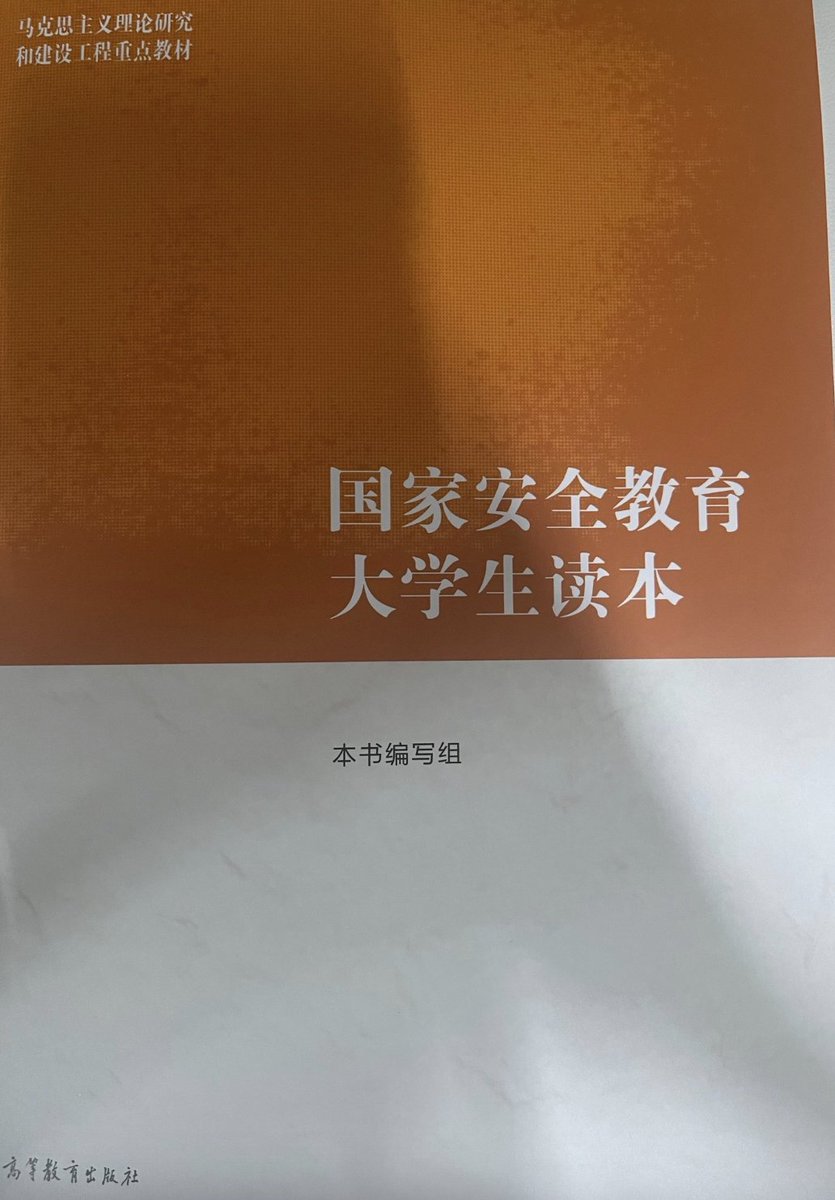 马克思主义理论研究
和建设工程重点教材
国家安全教育
大学生读本
本书编写组
高等教育出版社